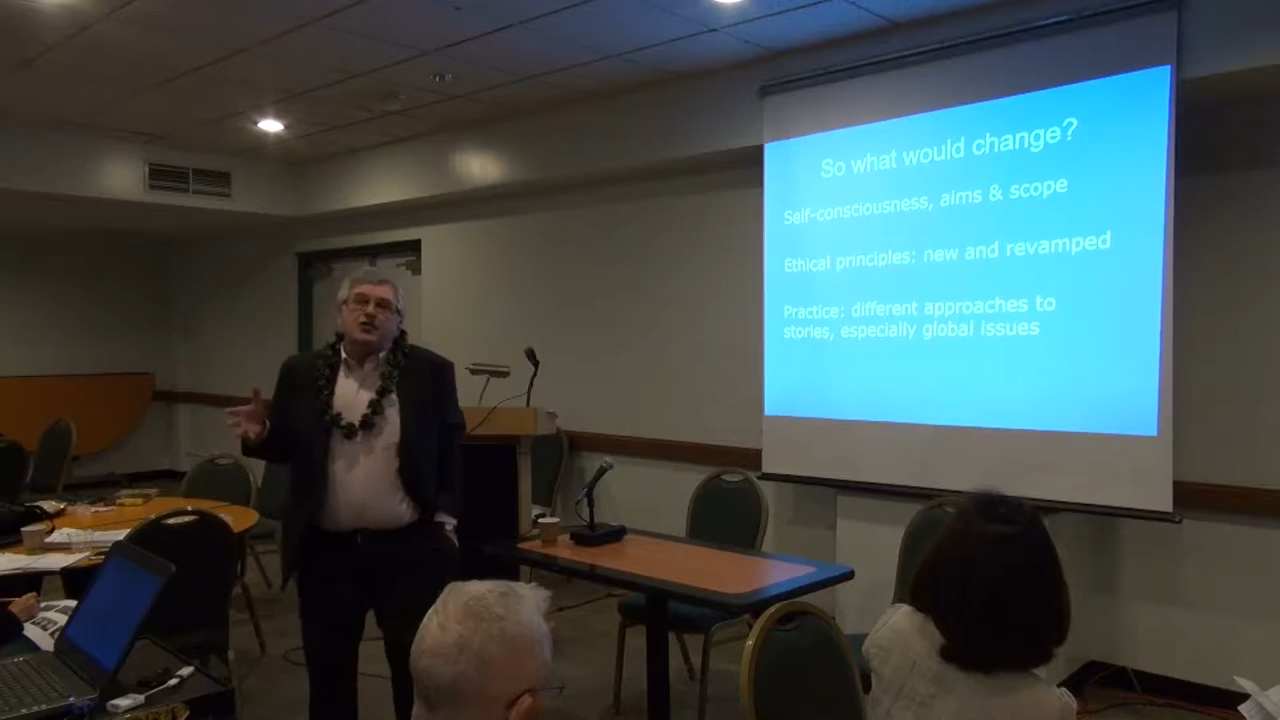 So what would change?
Self-consciousness, aims & scope
Ethical principles: new and revamped
Practice: different approaches to
stories, especially global issues